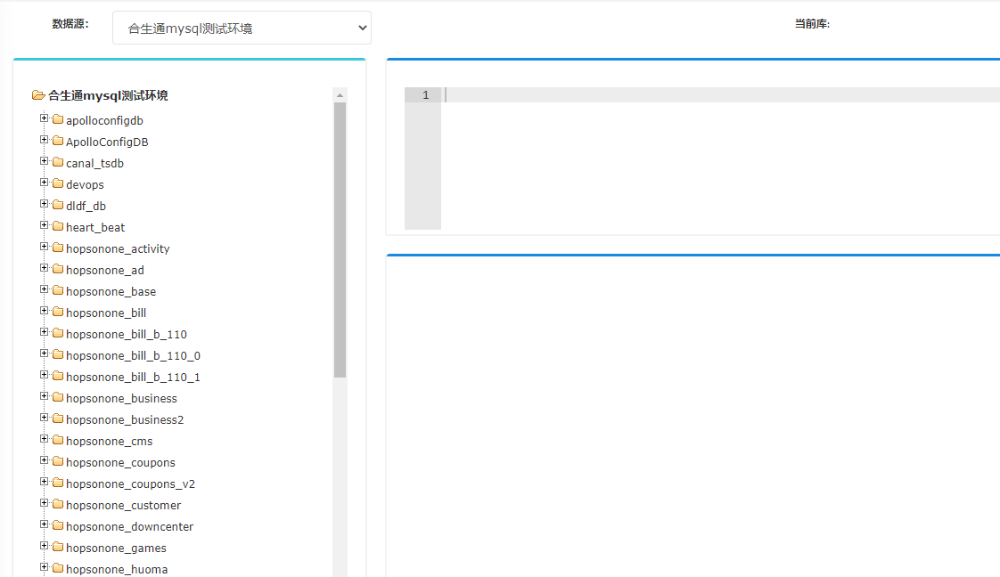 数据源：
合生通mysql测试环境
当前库:
合生通mysql测试环境
apolloconfigdb
ApolloConfigDB
canal_tsdb
devops
dldf_db
heart_beat
hopsonone_activity
hopsonone_ad
hopsonone_base
hopsonone_bill
hopsonone_bill_b_110
hopsonone_bill_b_110_0
hopsonone_bill_b_110_1
hopsonone_business
hopsonone_business2
hopsonone_cms
hopsonone_coupons
hopsonone_coupons_v2
hopsonone_customer
hopsonone_downcenter
hopsonone_games
hopsonone_huoma
1